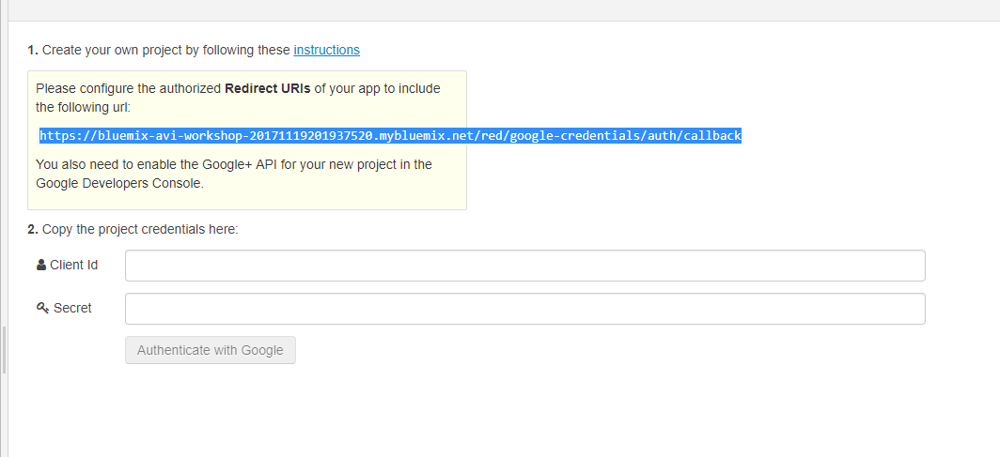 1. Create your own project by following these instructions
Please configure the authorized Redirect URIs of your app to include
the following url:
https://bluemix-avi-workshop-20171119201937520.mybluemix.net/red/google-credentials/auth/callback
You also need to enable the Google+ API for your new project in the
Google Developers Console.
2. Copy the project credentials here:
Client Id
Secret
Authenticate with Google